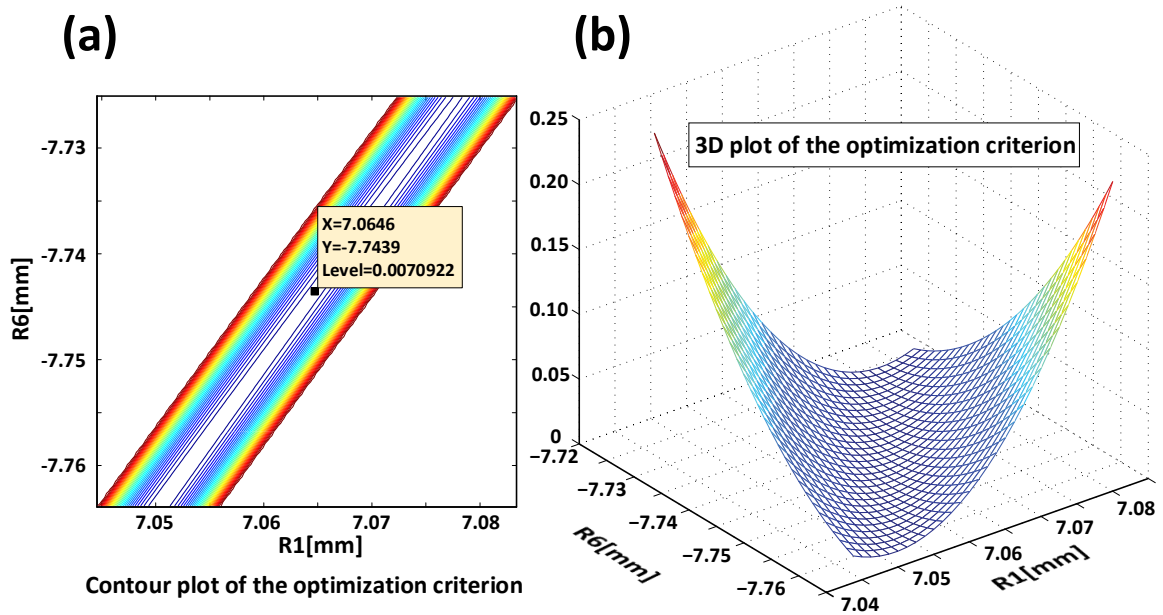 (a)
-7.73
-7.74
-7.75
-7.76
R6[mm]
X=7.0646
Y=-7.7439
Level=0.0070922
7.05
7.06
7.07
7.08
R1[mm]
Contour plot of the optimization criterion
(b)
3D plot of the optimization criterion
0.25
0.20
0.15
0.10
0.05
0
−7.72
−7.73
−7.74
−7.75
−7.76
R6[mm]
7.04
7.05
7.06
7.07
7.08
R1[mm]